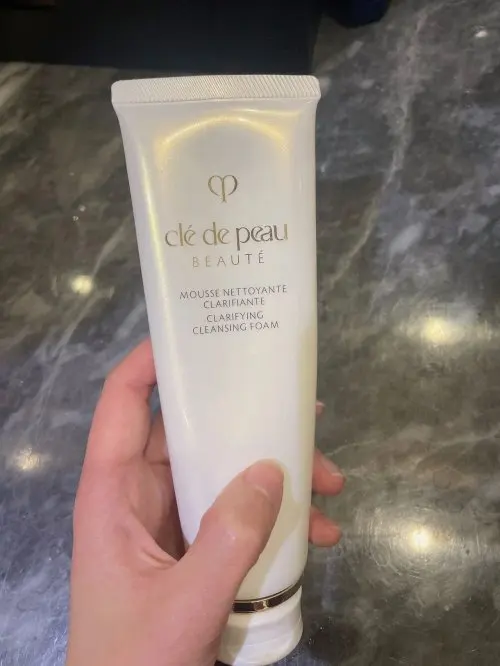 clé de peau
BEAUTÉ
MOUSSE NETTOYANTE
CLARIFIANTE
CLARIFYING
CLEANSING FOAM